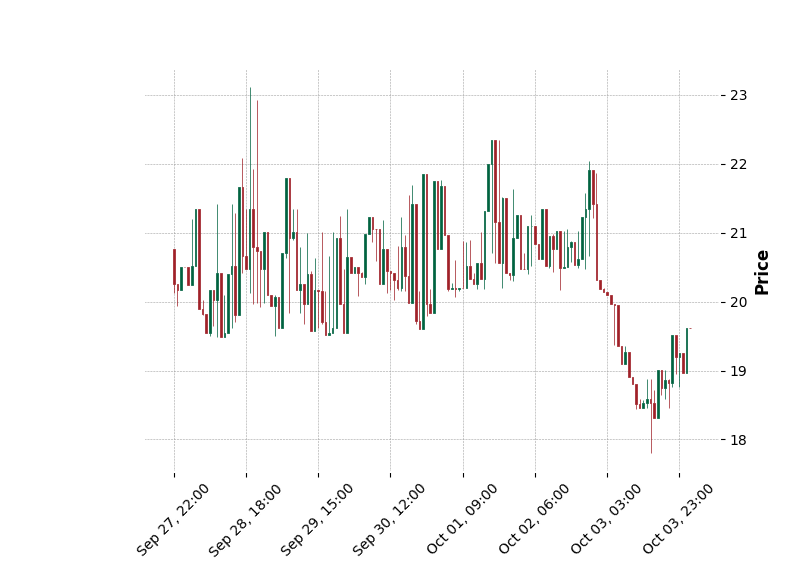 23
22
21
20
19
18
Price
Sep 27, 22:00
Sep 28, 18:00
Sep 29, 15:00
Sep 30, 12:00
Oct 01, 09:00
Oct 02, 06:00
Oct 03, 03:00
Oct 03, 23:00